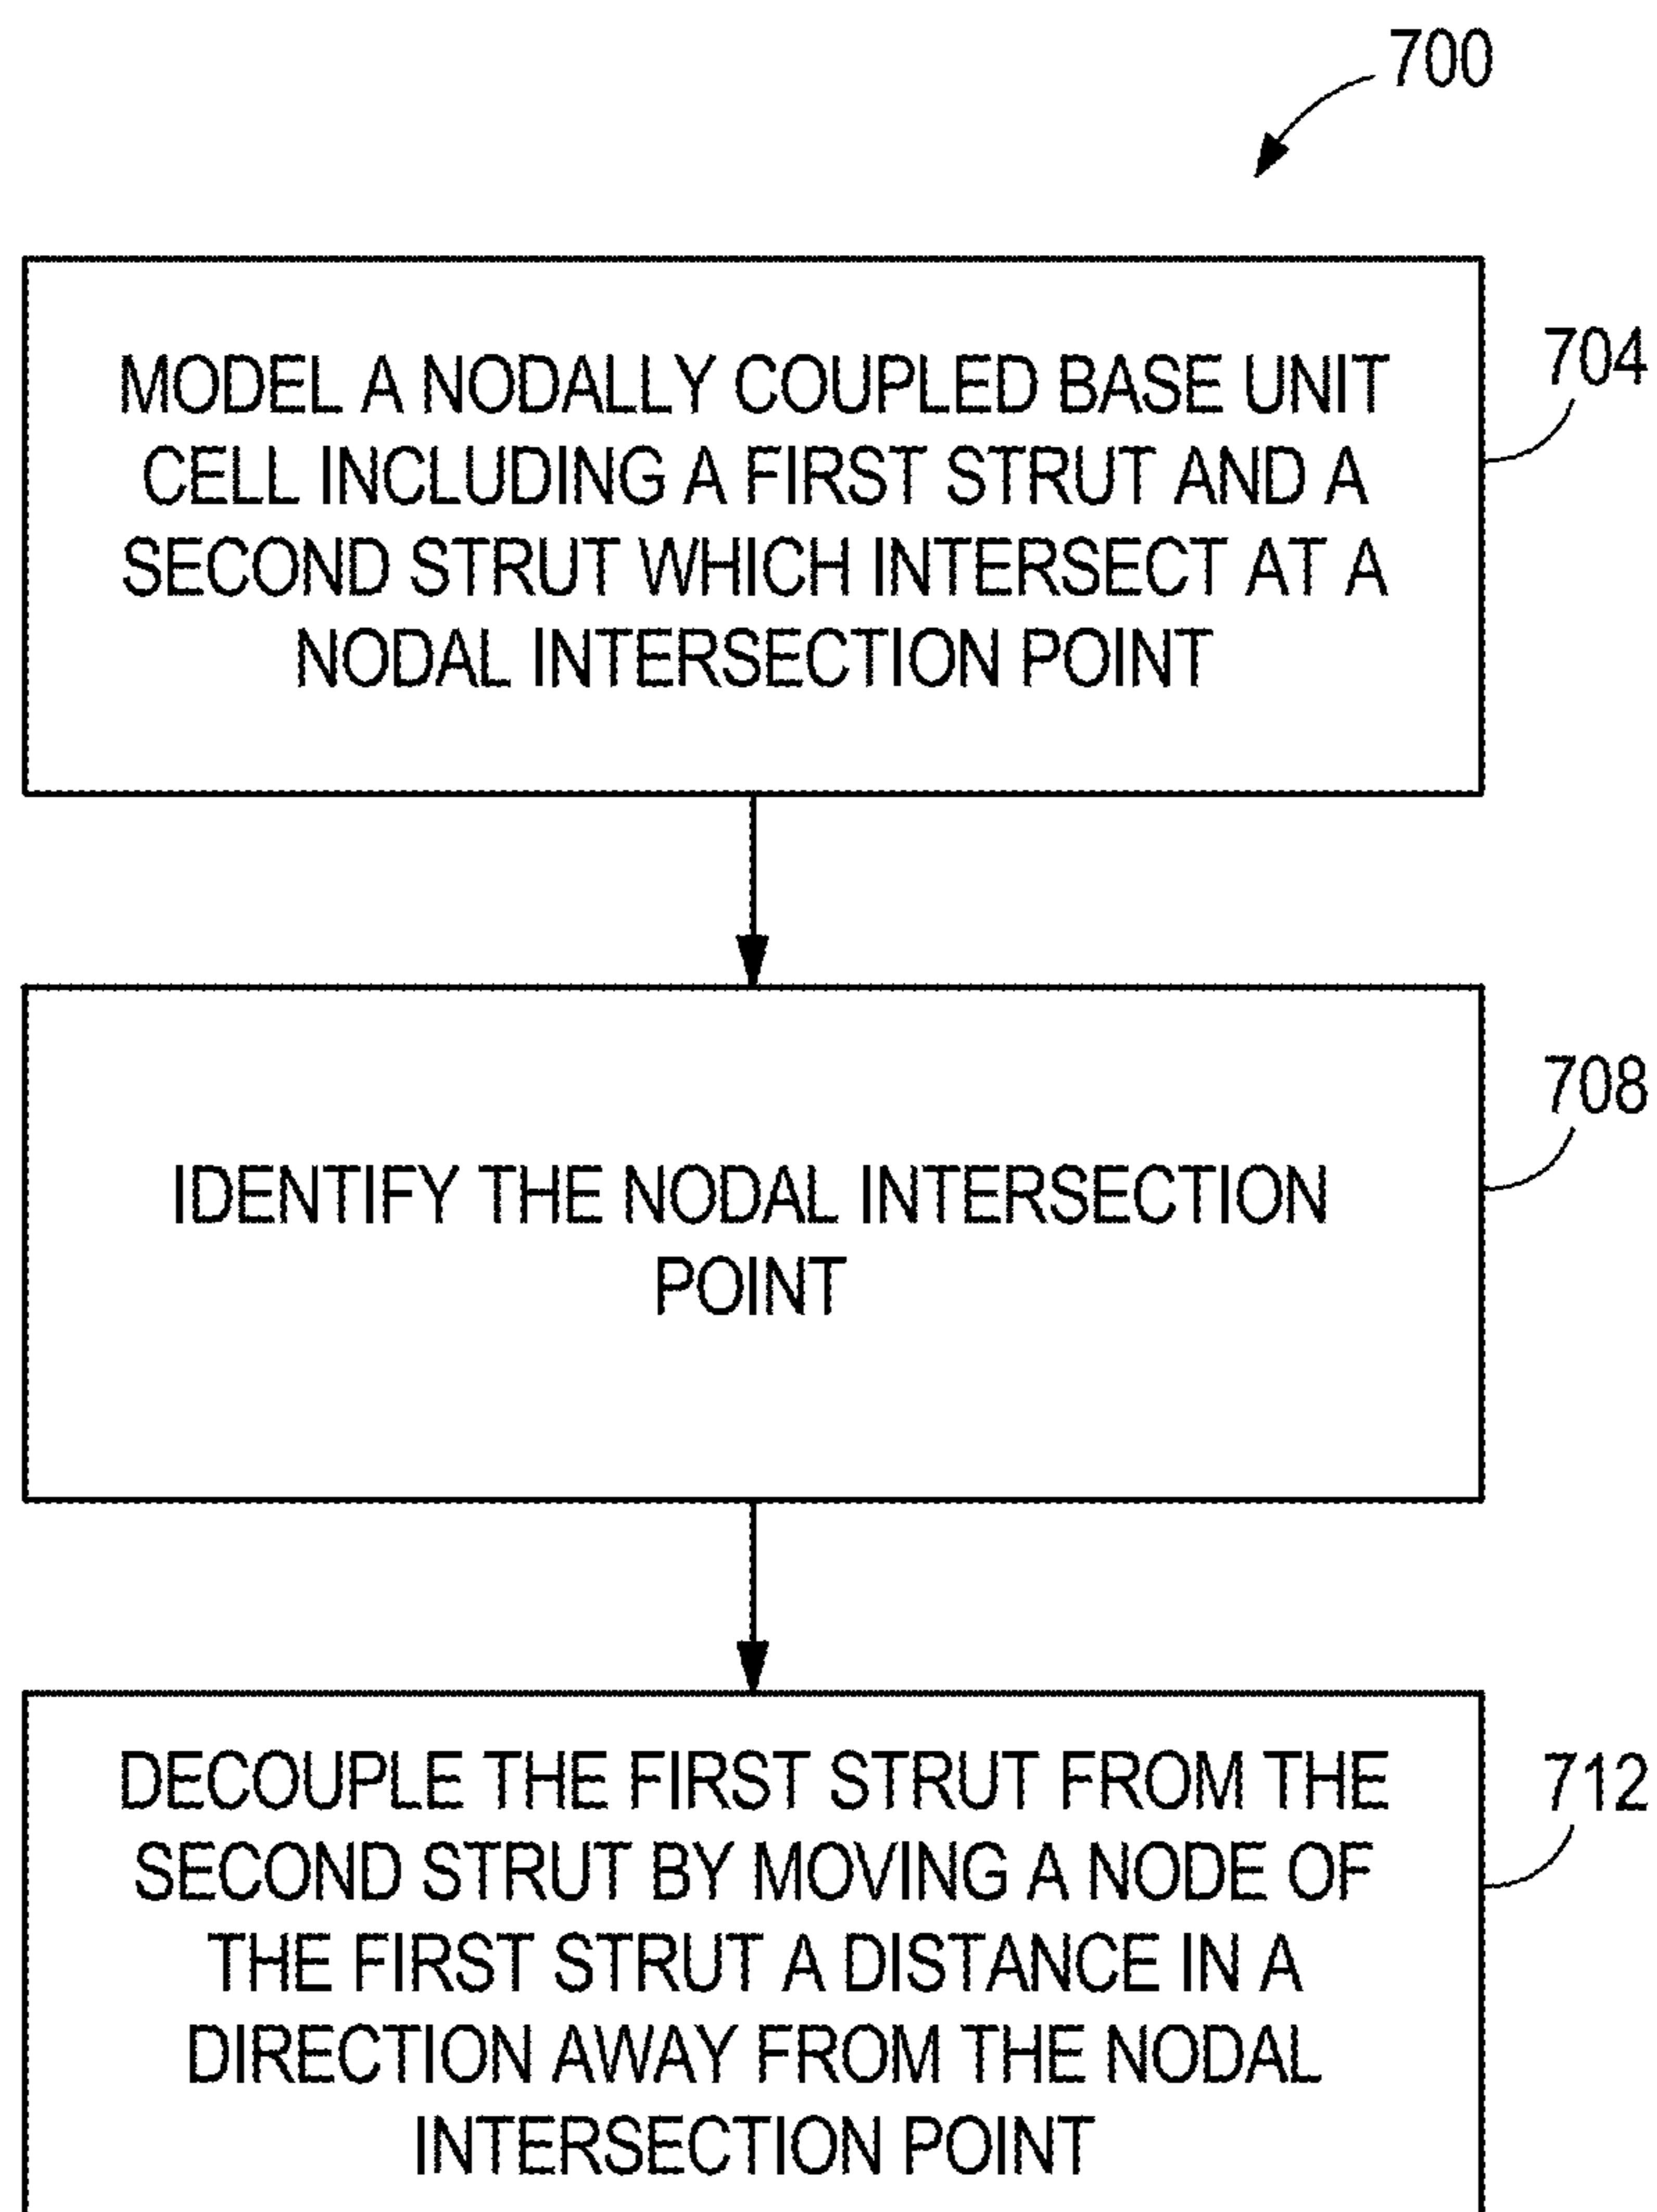 700
MODEL A NODALLY COUPLED BASE UNIT
CELL INCLUDING A FIRST STRUT AND A
SECOND STRUT WHICH INTERSECT AT A
NODAL INTERSECTION POINT
704
IDENTIFY THE NODAL INTERSECTION
POINT
708
DECOUPLE THE FIRST STRUT FROM THE
SECOND STRUT BY MOVING A NODE OF
THE FIRST STRUT A DISTANCE IN A
DIRECTION AWAY FROM THE NODAL
INTERSECTION POINT
712